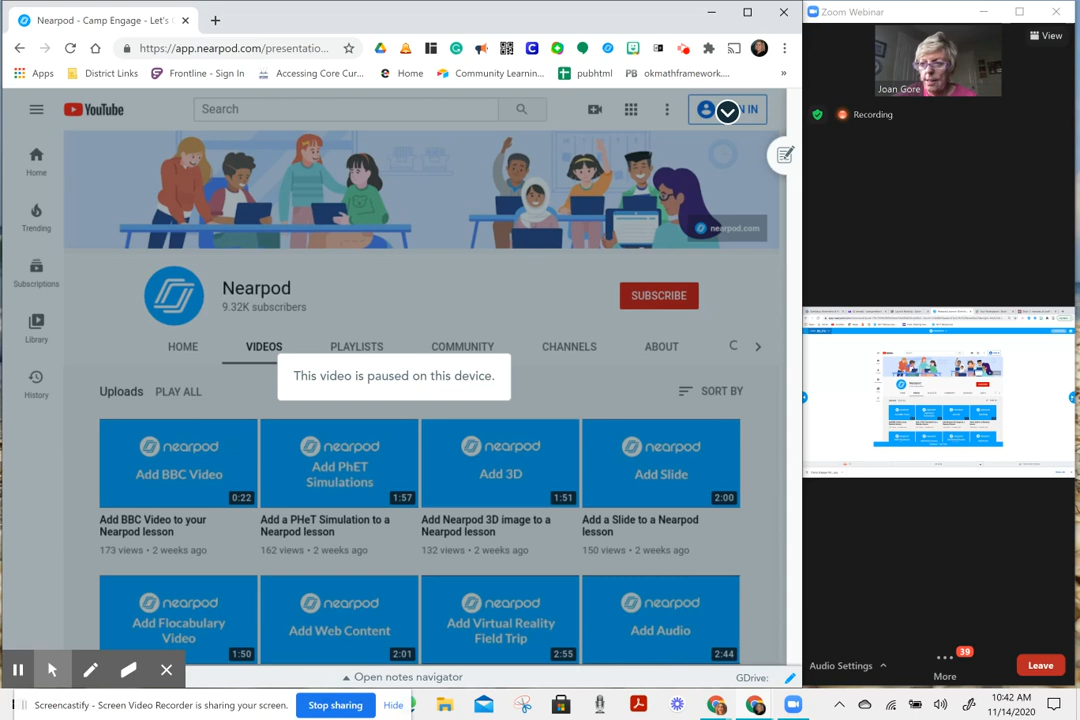 Nearpod - Camp Engage - Let's
Zoom Webinar
https://app.nearpod.com/presentatio...
View
Apps
District Links
Frontline - Sign In
Accessing Core Cur...
Home
Community Learnin...
pubhtml
PB okmathframework....
»
Joan Gore
YouTube
Search
IN
Recording
Home
Trending
Subscriptions
Library
History
nearpod.com
Nearpod
9.32K subscribers
SUBSCRIBE
HOME
VIDEOS
PLAYLISTS
COMMUNITY
CHANNELS
ABOUT
This video is paused on this device.
Uploads
PLAY ALL
SORT BY
nearpod
Add BBC Video
0:22
nearpod
Add PhET
Simulations
1:57
nearpod
Add 3D
1:51
nearpod
Add Slide
2:00
Add BBC Video to your
Nearpod lesson
173 views • 2 weeks ago
Add a PHeT Simulation to a
Nearpod lesson
162 views • 2 weeks ago
Add Nearpod 3D image to a
Nearpod lesson
132 views • 2 weeks ago
Add a Slide to a Nearpod
lesson
150 views • 2 weeks ago
nearpod
Add Flocabulary
Video
1:50
nearpod
Add Web Content
2:01
nearpod
Add Virtual Reality
Field Trip
2:55
nearpod
Add Audio
2:44
Open notes navigator
GDrive:
Audio Settings
39
More
Leave
Screencastify - Screen Video Recorder is sharing your screen.
Stop sharing
Hide
10:42 AM
11/14/2020